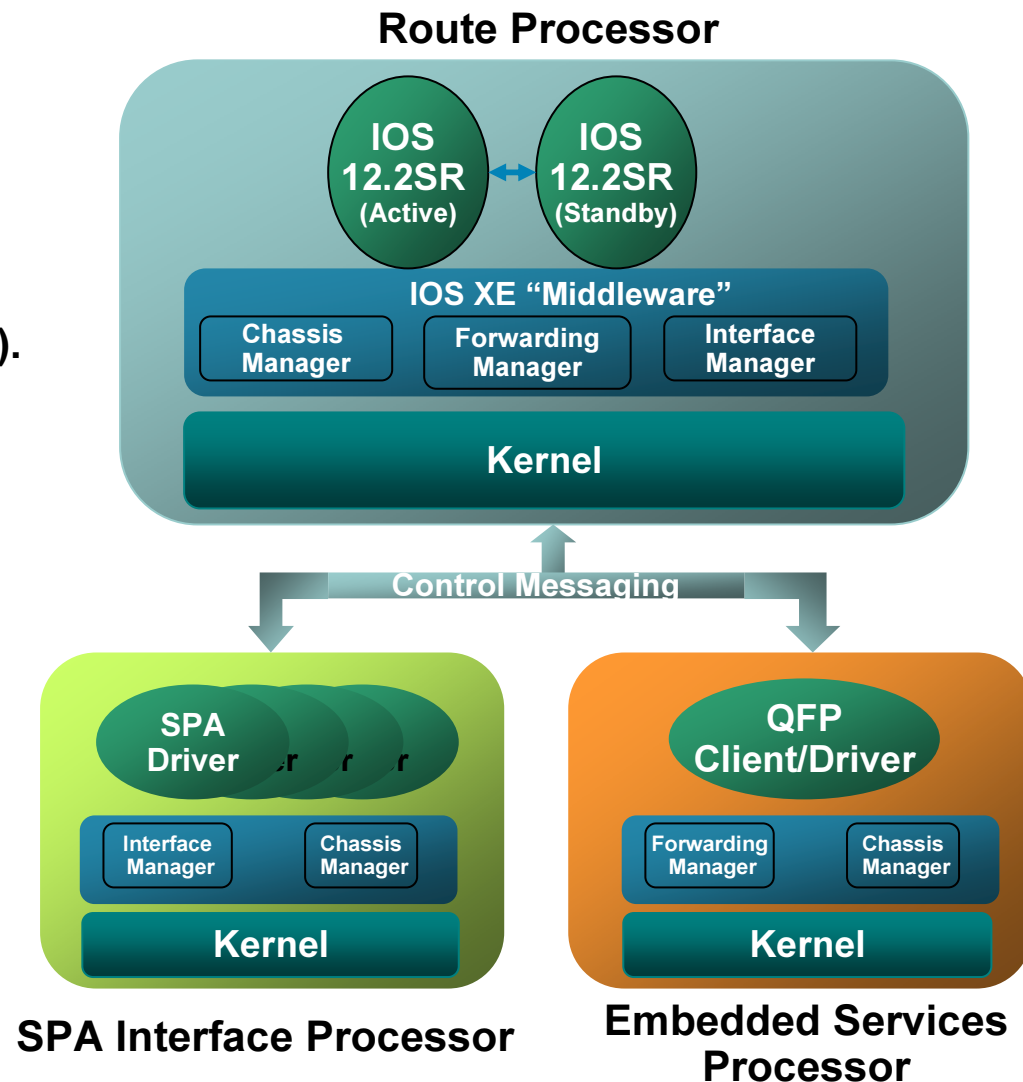 Route Processor
IOS
12.2SR
(Active)
IOS
12.2SR
(Standby)
IOS XE “Middleware”
Chassis
Manager
Forwarding
Manager
Interface
Manager
).
Kernel
Control Messaging
SPA
Driver
er
r
r
QFP
Client/Driver
Interface
Manager
Chassis
Manager
Forwarding
Manager
Chassis
Manager
Kernel
Kernel
SPA Interface Processor
Embedded Services
Processor